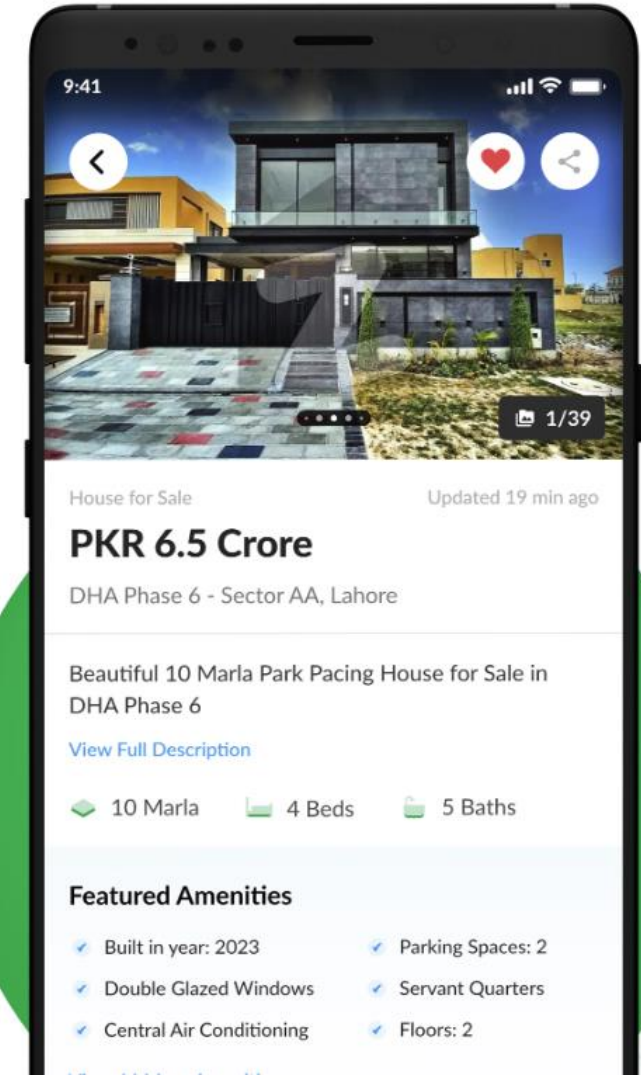 9:41
1/39
House for Sale
Updated 19 min ago
PKR 6.5 Crore
DHA Phase 6 - Sector AA, Lahore
Beautiful 10 Marla Park Pacing House for Sale in
DHA Phase 6
View Full Description
10 Marla
4 Beds
5 Baths
Featured Amenities
Built in year: 2023
Parking Spaces: 2
Double Glazed Windows
Servant Quarters
Central Air Conditioning
Floors: 2